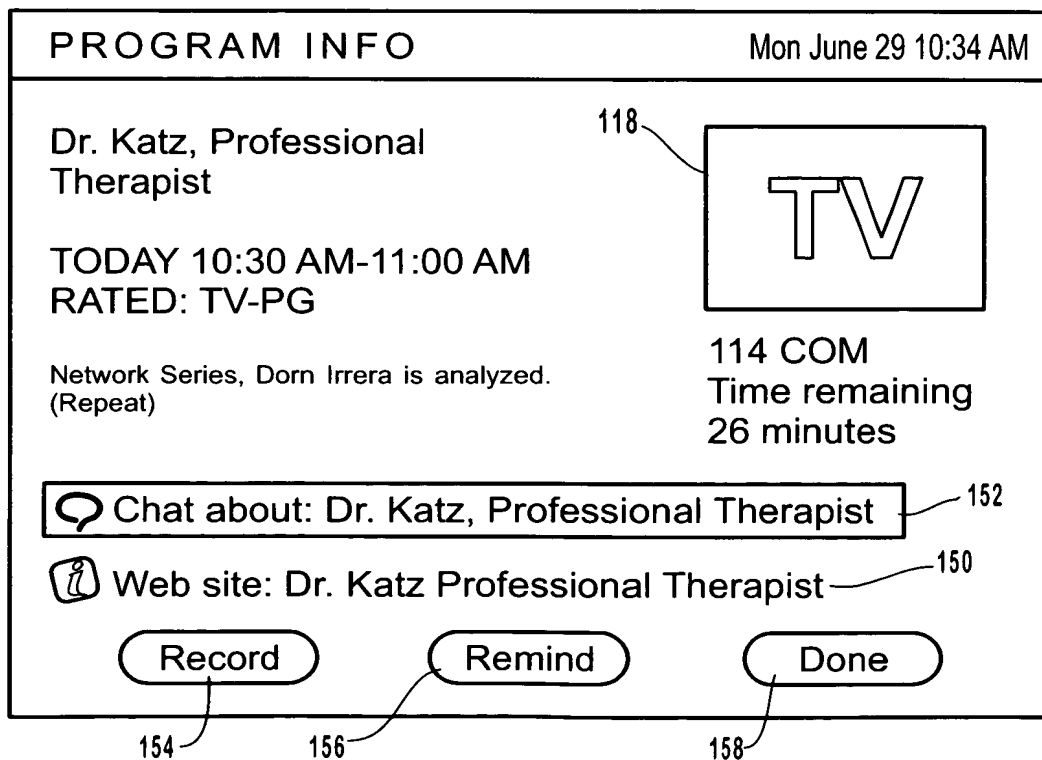 PROGRAM INFO
Mon June 29 10:34 AM
Dr. Katz, Professional
Therapist
118
TV
TODAY 10:30 AM-11:00 AM
RATED: TV-PG
Network Series, Dorn Irrera is analyzed.
(Repeat)
114 COM
Time remaining
26 minutes
Chat about: Dr. Katz, Professional Therapist
152
i Web site: Dr. Katz Professional Therapist
150
Record
Remind
Done
154
156
158